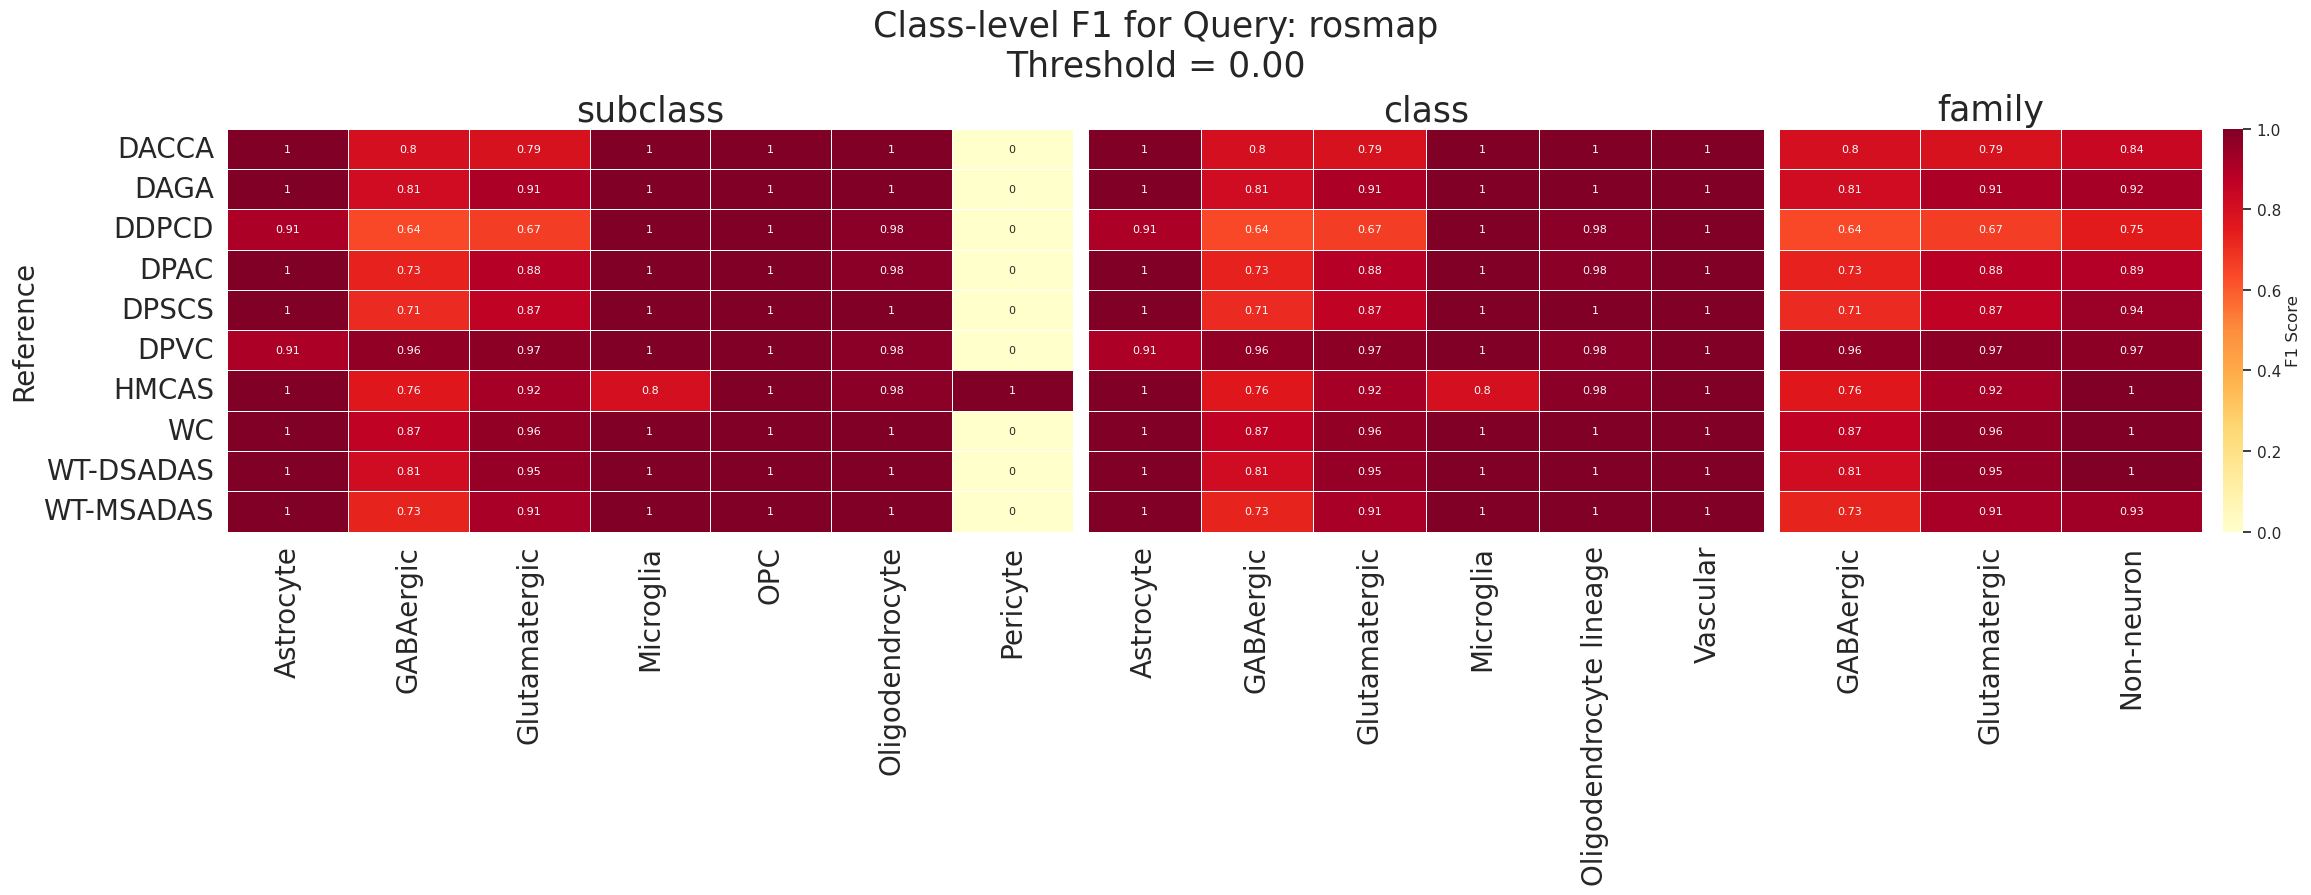 Class-level F1 for Query: rosmap
Threshold = 0.00
subclass class family
DACCA 1 0.8 0.79 1 1 1 0 1 0.8 0.79 1 1 1 0.8 0.79 0.84
DAGA 1 0.81 0.91 1 1 1 0 1 0.81 0.91 1 1 1 0.81 0.91 0.92
DDPCD 0.91 0.64 0.67 1 1 0.98 0 0.91 0.64 0.67 1 0.98 1 0.64 0.67 0.75
DPAC 1 0.73 0.88 1 1 0.98 0 1 0.73 0.88 1 0.98 1 0.73 0.88 0.89
DPSCS 1 0.71 0.87 1 1 1 0 1 0.71 0.87 1 1 1 0.71 0.87 0.94
DPVC 0.91 0.96 0.97 1 1 0.98 0 0.91 0.96 0.97 1 0.98 1 0.96 0.97 0.97
HMCAS 1 0.76 0.92 0.8 1 0.98 1 1 0.76 0.92 0.8 0.98 1 0.76 0.92 1
WC 1 0.87 0.96 1 1 1 0 1 0.87 0.96 1 1 1 0.87 0.96 1
WT-DSADAS 1 0.81 0.95 1 1 1 0 1 0.81 0.95 1 1 1 0.81 0.95 1
WT-MSADAS 1 0.73 0.91 1 1 1 0 1 0.73 0.91 1 1 1 0.73 0.91 0.93
Reference
Astrocyte
GABAergic
Glutamatergic
Microglia
OPC
Oligodendrocyte
Pericyte
Astrocyte
GABAergic
Glutamatergic
Microglia
Oligodendrocyte lineage
Vascular
GABAergic
Glutamatergic
Non-neuron
1.0
0.8
0.6
0.4
0.2
0.0
F1 Score